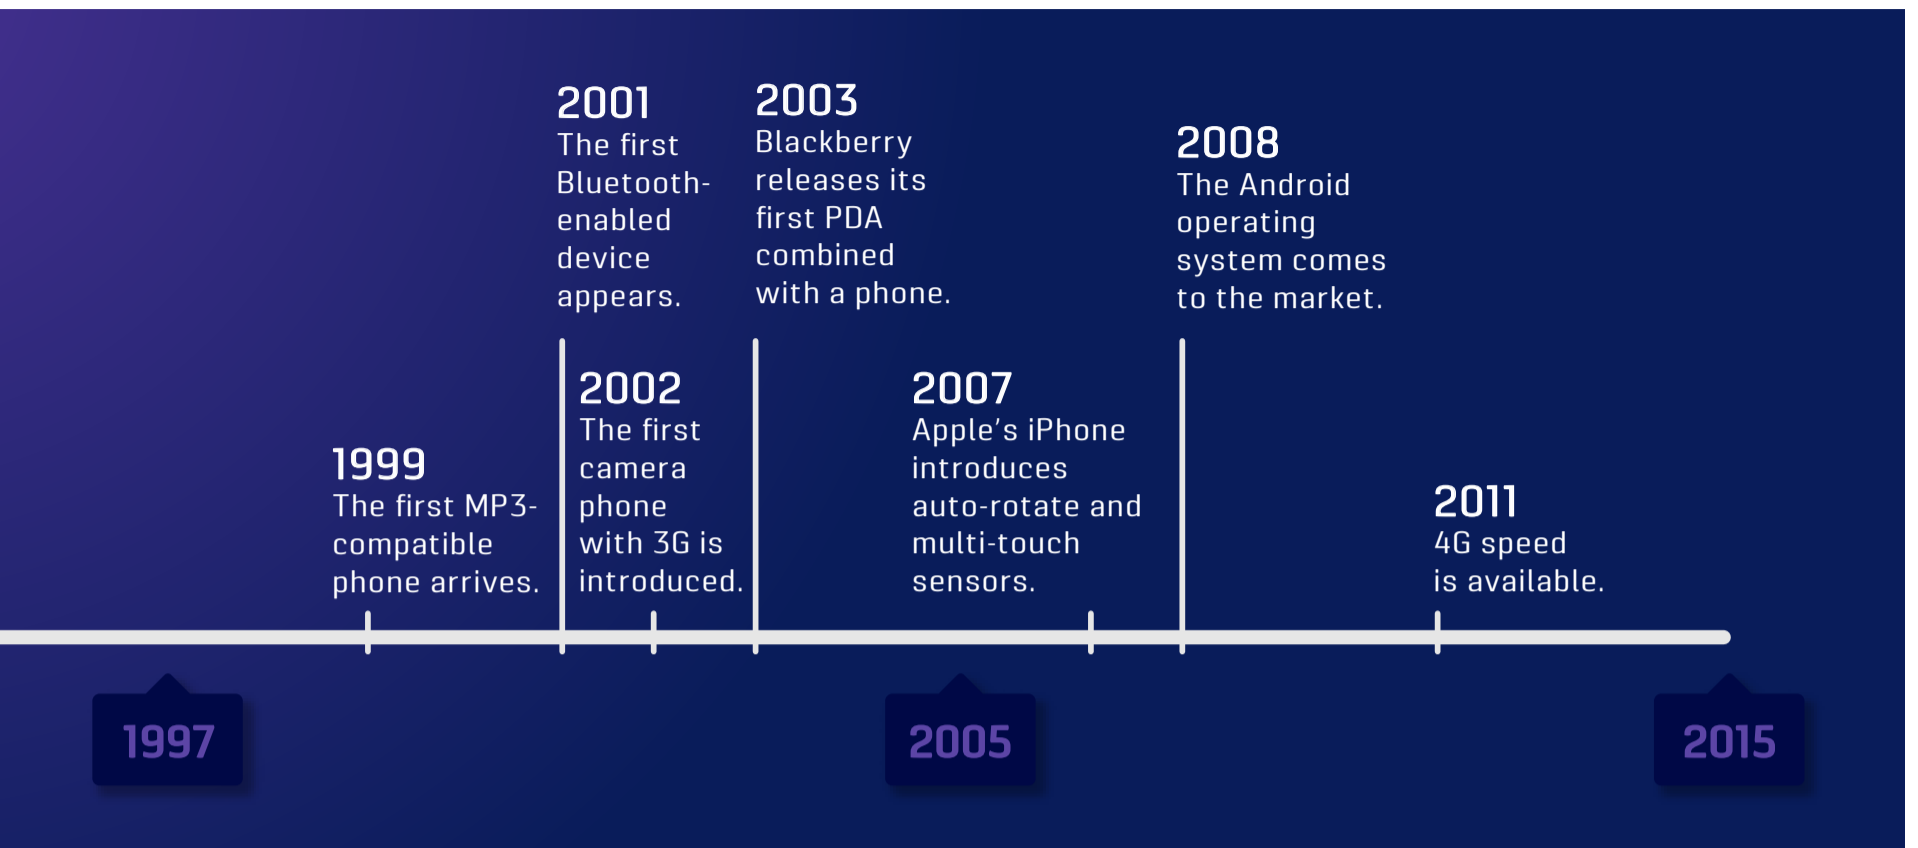 2001
The first
Bluetooth-
enabled
device
appears.
2003
Blackberry
releases its
first PDA
combined
with a phone.
2008
The Android
operating
system comes
to the market.
1999
The first MP3-
compatible
phone arrives.
2002
The first
camera
phone
with 3G is
introduced.
2007
Apple’s iPhone
introduces
auto-rotate and
multi-touch
sensors.
2011
4G speed
is available.
1997
2005
2015